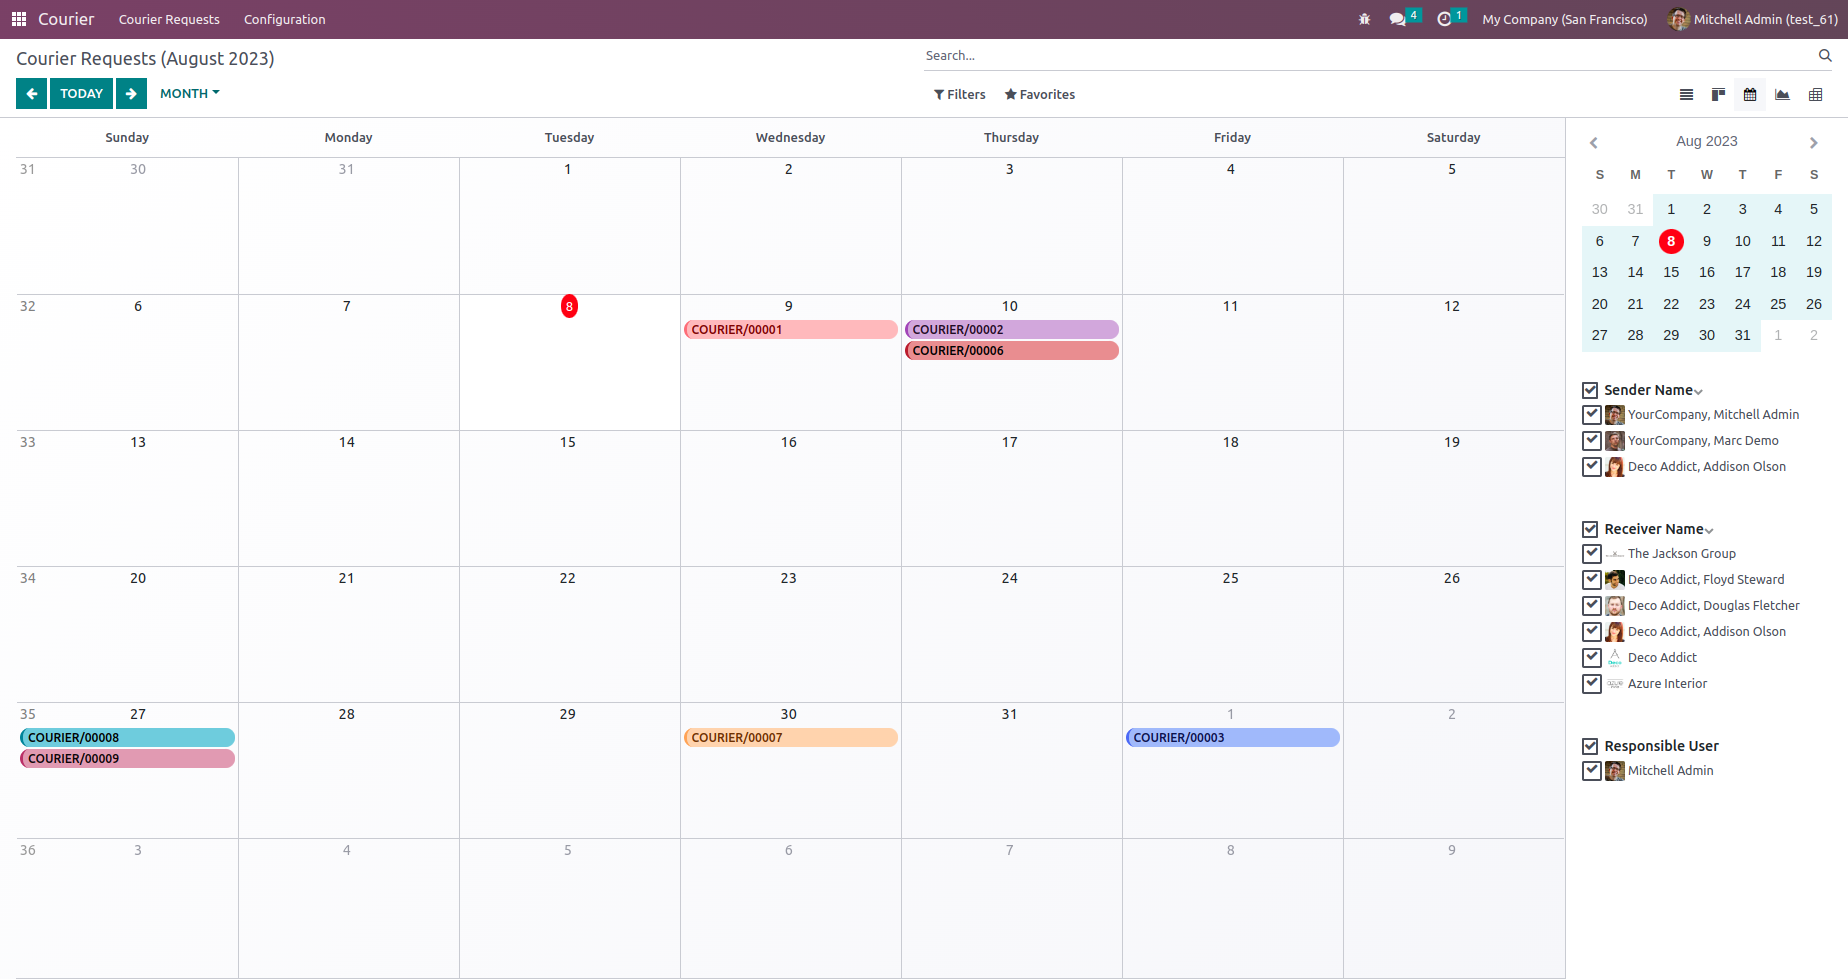 Courier Courier Requests Configuration 4 1 My Company (San Francisco) Mitchell Admin (test_61)
Courier Requests (August 2023) Search...
TODAY MONTH Filters Favorites
Sunday Monday Tuesday Wednesday Thursday Friday Saturday
31 30 31 1 2 3 4 5
32 6 7 8 9 10 11 12
COURIER/00001 COURIER/00002
COURIER/00006
33 13 14 15 16 17 18 19
34 20 21 22 23 24 25 26
35 27 28 29 30 31 1 2
COURIER/00008 COURIER/00007 COURIER/00003
COURIER/00009
36 3 4 5 6 7 8 9
Aug 2023
S M T W T F S
30 31 1 2 3 4 5
6 7 8 9 10 11 12
13 14 15 16 17 18 19
20 21 22 23 24 25 26
27 28 29 30 31 1 2
Sender Name
YourCompany, Mitchell Admin
YourCompany, Marc Demo
Deco Addict, Addison Olson
Receiver Name
The Jackson Group
Deco Addict, Floyd Steward
Deco Addict, Douglas Fletcher
Deco Addict, Addison Olson
Deco Addict
Azure Interior
Responsible User
Mitchell Admin